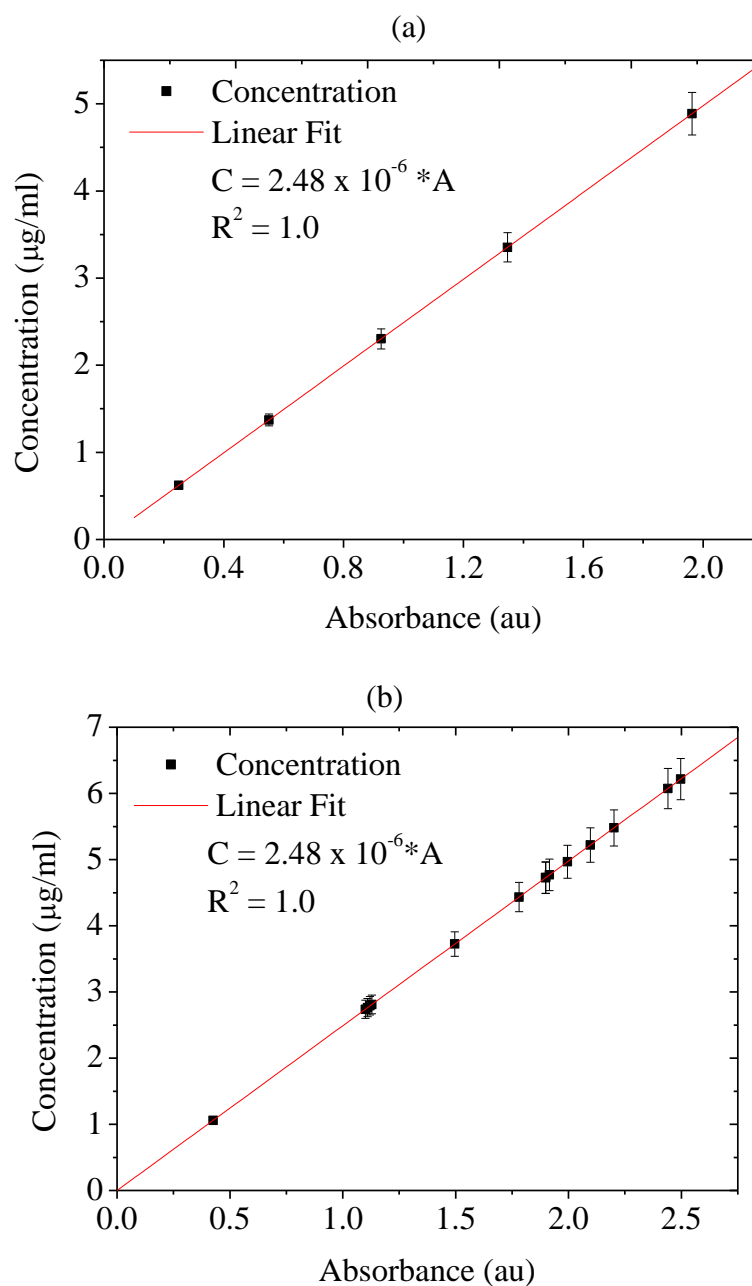 (a)
Concentration (µg/ml)
5
4
3
2
1
0
Concentration
Linear Fit
C = 2.48 x 10⁻⁶ *A
R² = 1.0
0.0 0.4 0.8 1.2 1.6 2.0
Absorbance (au)
(b)
Concentration (µg/ml)
7
6
5
4
3
2
1
0
Concentration
Linear Fit
C = 2.48 x 10⁻⁶*A
R² = 1.0
0.0 0.5 1.0 1.5 2.0 2.5
Absorbance (au)